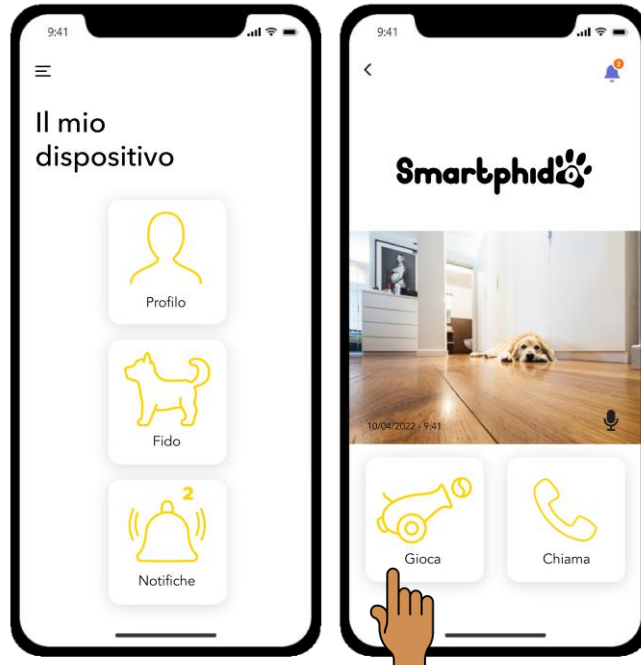 9:41
Il mio
dispositivo
Profilo
Fido
2
Notifiche
9:41
2
Smartphido
10/04/2022 - 9:41
Gioca
Chiama